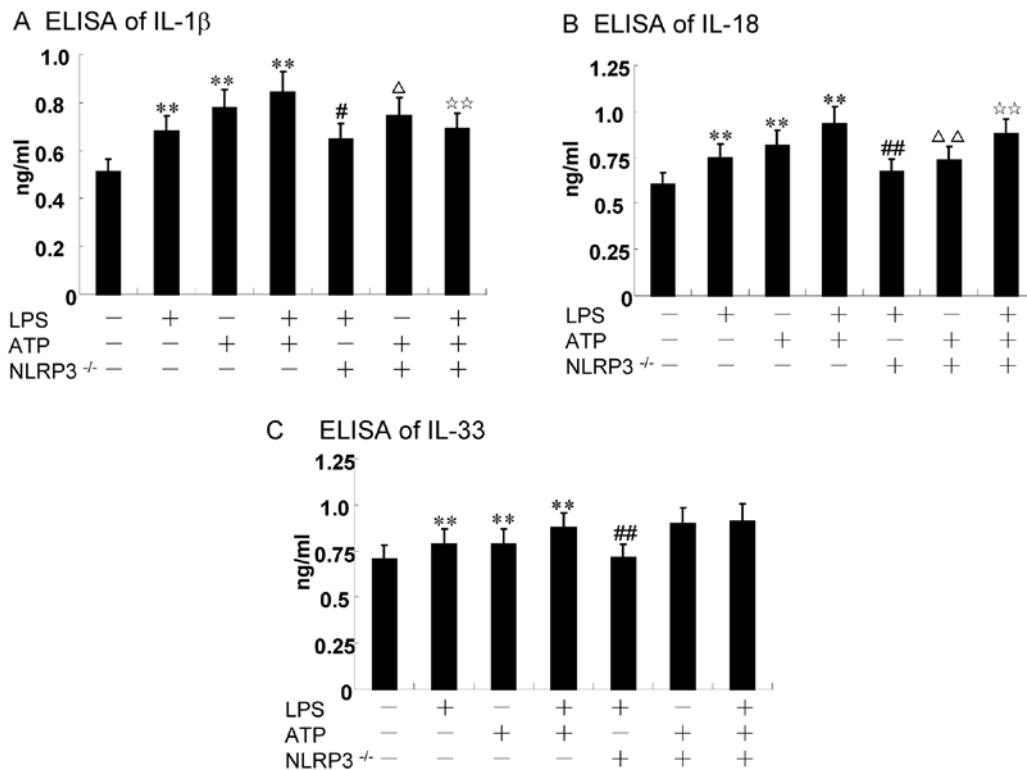 A ELISA of IL-1β
1.0
0.8
0.6
0.4
0.2
0
ng/ml
** ** ** # △ ☆☆
LPS − + − + + − +
ATP − − + + − + +
NLRP3 -/- − − − − + + +
B ELISA of IL-18
1.25
1.0
0.75
0.5
0.25
0
ng/ml
** ** ** ## △△ ☆☆
LPS − + − + + − +
ATP − − + + − + +
NLRP3 -/- − − − − + + +
C ELISA of IL-33
1.25
1.0
0.75
0.5
0.25
0
ng/ml
** ** ** ##
LPS − + − + + − +
ATP − − + + − + +
NLRP3 -/- − − − − + + +